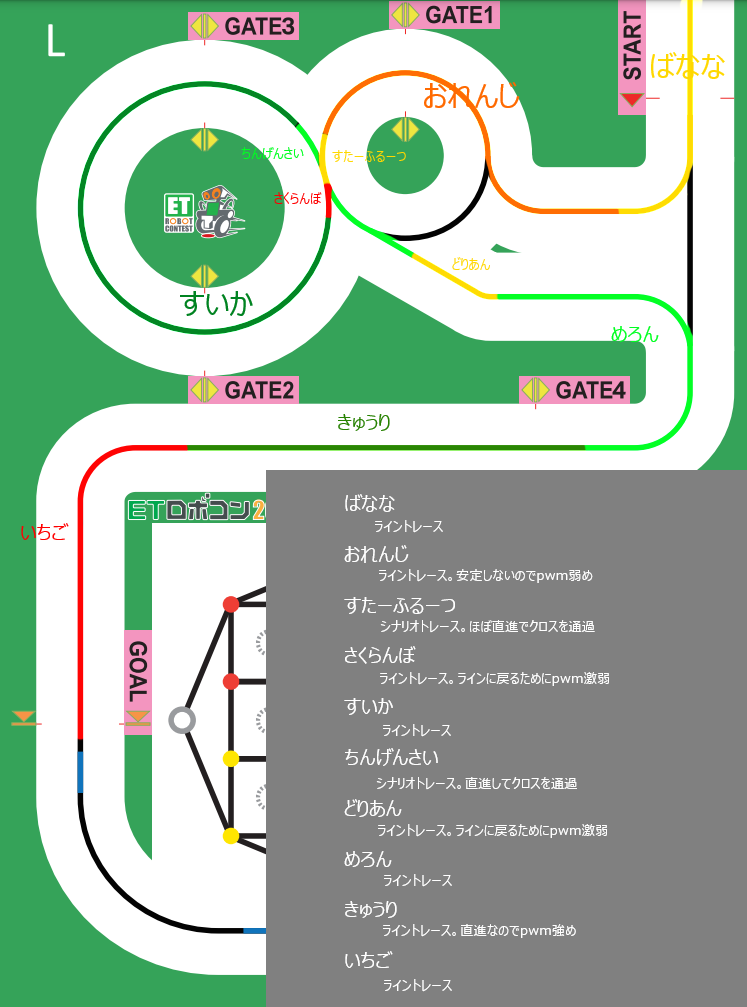 L
GATE3
GATE1
START
ばなな
おれんじ
ちんげんさい
すたーふるーつ
さくらんぼ
ET
ROBOT
CONTEST
すいか
どりあん
めろん
GATE2
GATE4
きゅうり
いちご
ETロボコン2
GOAL
ばなな
ライントレース
おれんじ
ライントレース。安定しないのでpwm弱め
すたーふるーつ
シナリオトレース。ほぼ直進でクロスを通過
さくらんぼ
ライントレース。ラインに戻るためにpwm激弱
すいか
ライントレース
ちんげんさい
シナリオトレース。直進してクロスを通過
どりあん
ライントレース。ラインに戻るためにpwm激弱
めろん
ライントレース
きゅうり
ライントレース。直進なのでpwm強め
いちご
ライントレース